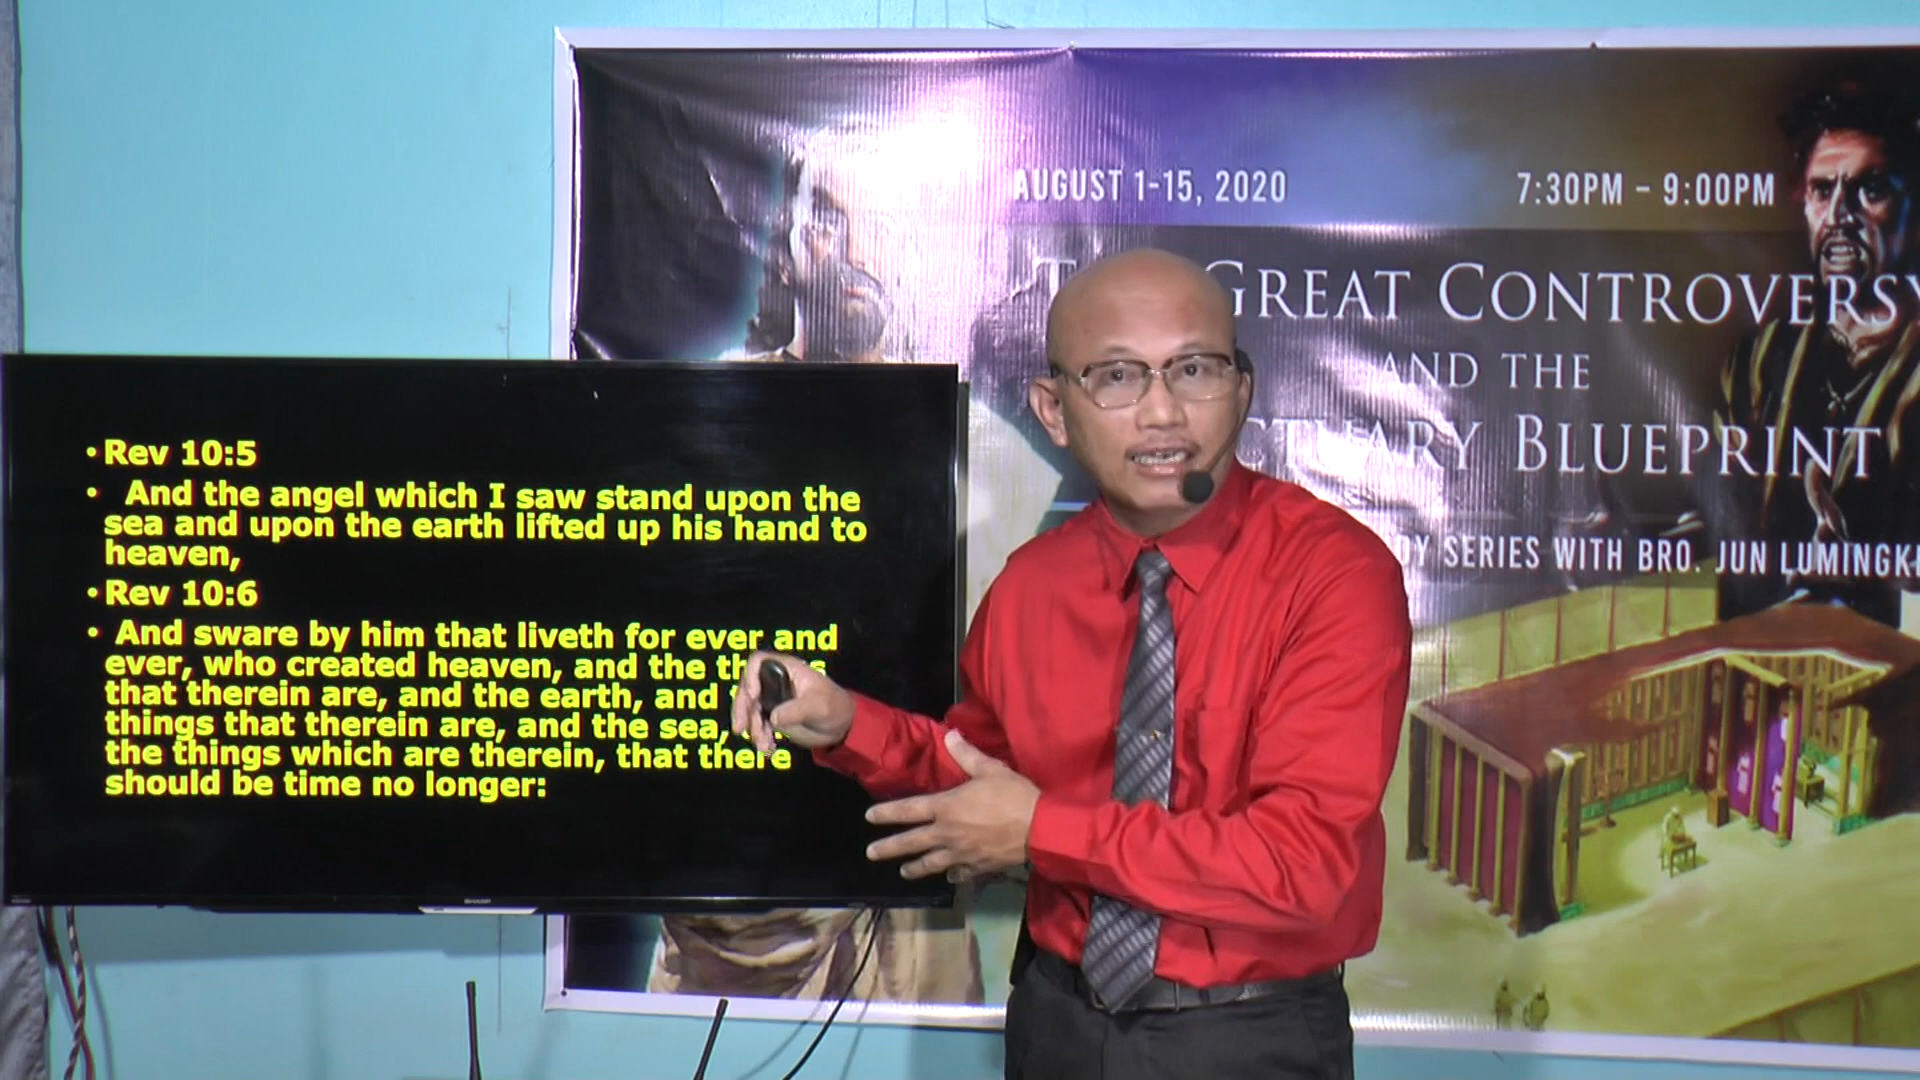 AUGUST 1-15, 2020 7:30PM - 9:00PM
GREAT CONTROVERSY
AND THE
BLUEPRINT
SERIES WITH BRO. JUN
• Rev 10:5
• And the angel which I saw stand upon the
sea and upon the earth lifted up his hand to
heaven,
• Rev 10:6
• And sware by him that liveth for ever and
ever, who created heaven, and the
that therein are, and the earth, and
things that therein are, and the sea,
the things which are therein, that there
should be time no longer:
SHARP